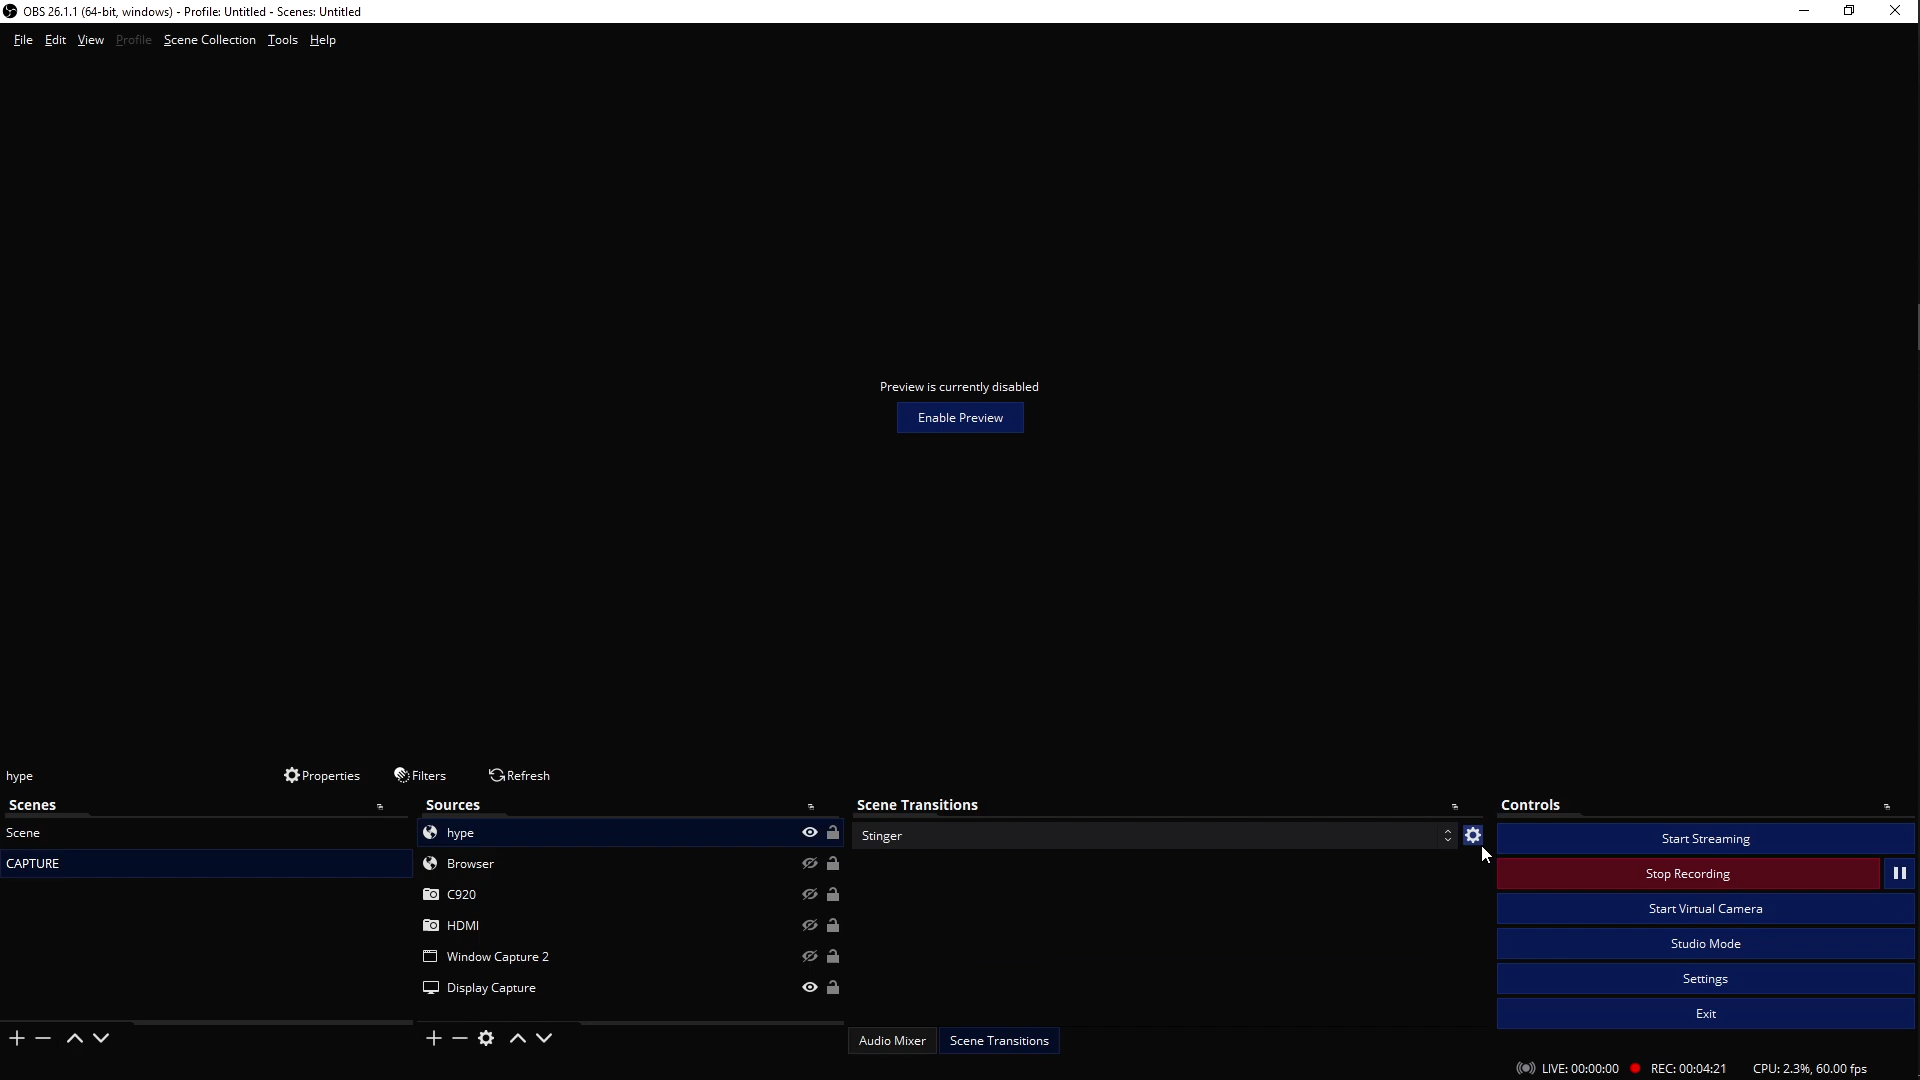 OBS 26.1.1 (64-bit, windows) - Profile: Untitled - Scenes: Untitled
File Edit View Profile Scene Collection Tools Help
Preview is currently disabled
Enable Preview
hype Properties Filters Refresh
Scenes
Scene
CAPTURE
Sources
hype
Browser
C920
HDMI
Window Capture 2
Display Capture
Scene Transitions
Stinger
Audio Mixer Scene Transitions
Controls
Start Streaming
Stop Recording
Start Virtual Camera
Studio Mode
Settings
Exit
LIVE: 00:00:00 REC: 00:04:21 CPU: 2.3%, 60.00 fps